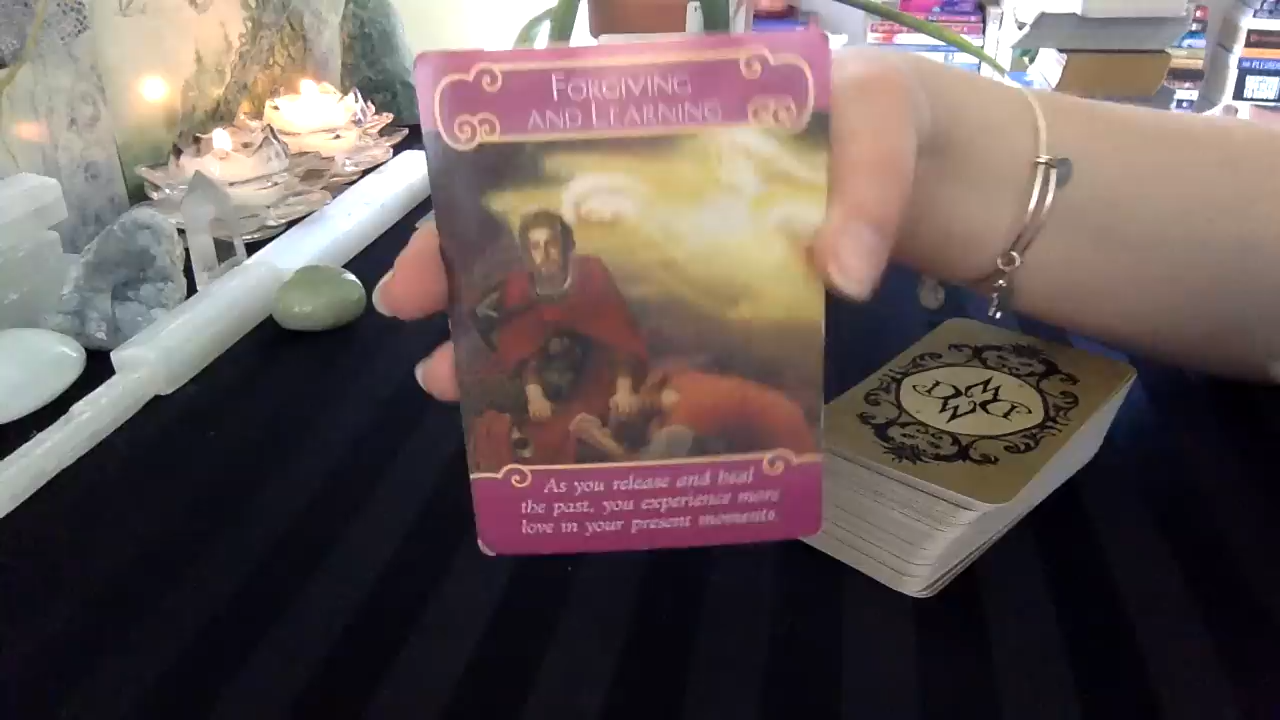 FORGIVING
AND LEARNING
As you release and heal
the past, you experience more
love in your present moments.